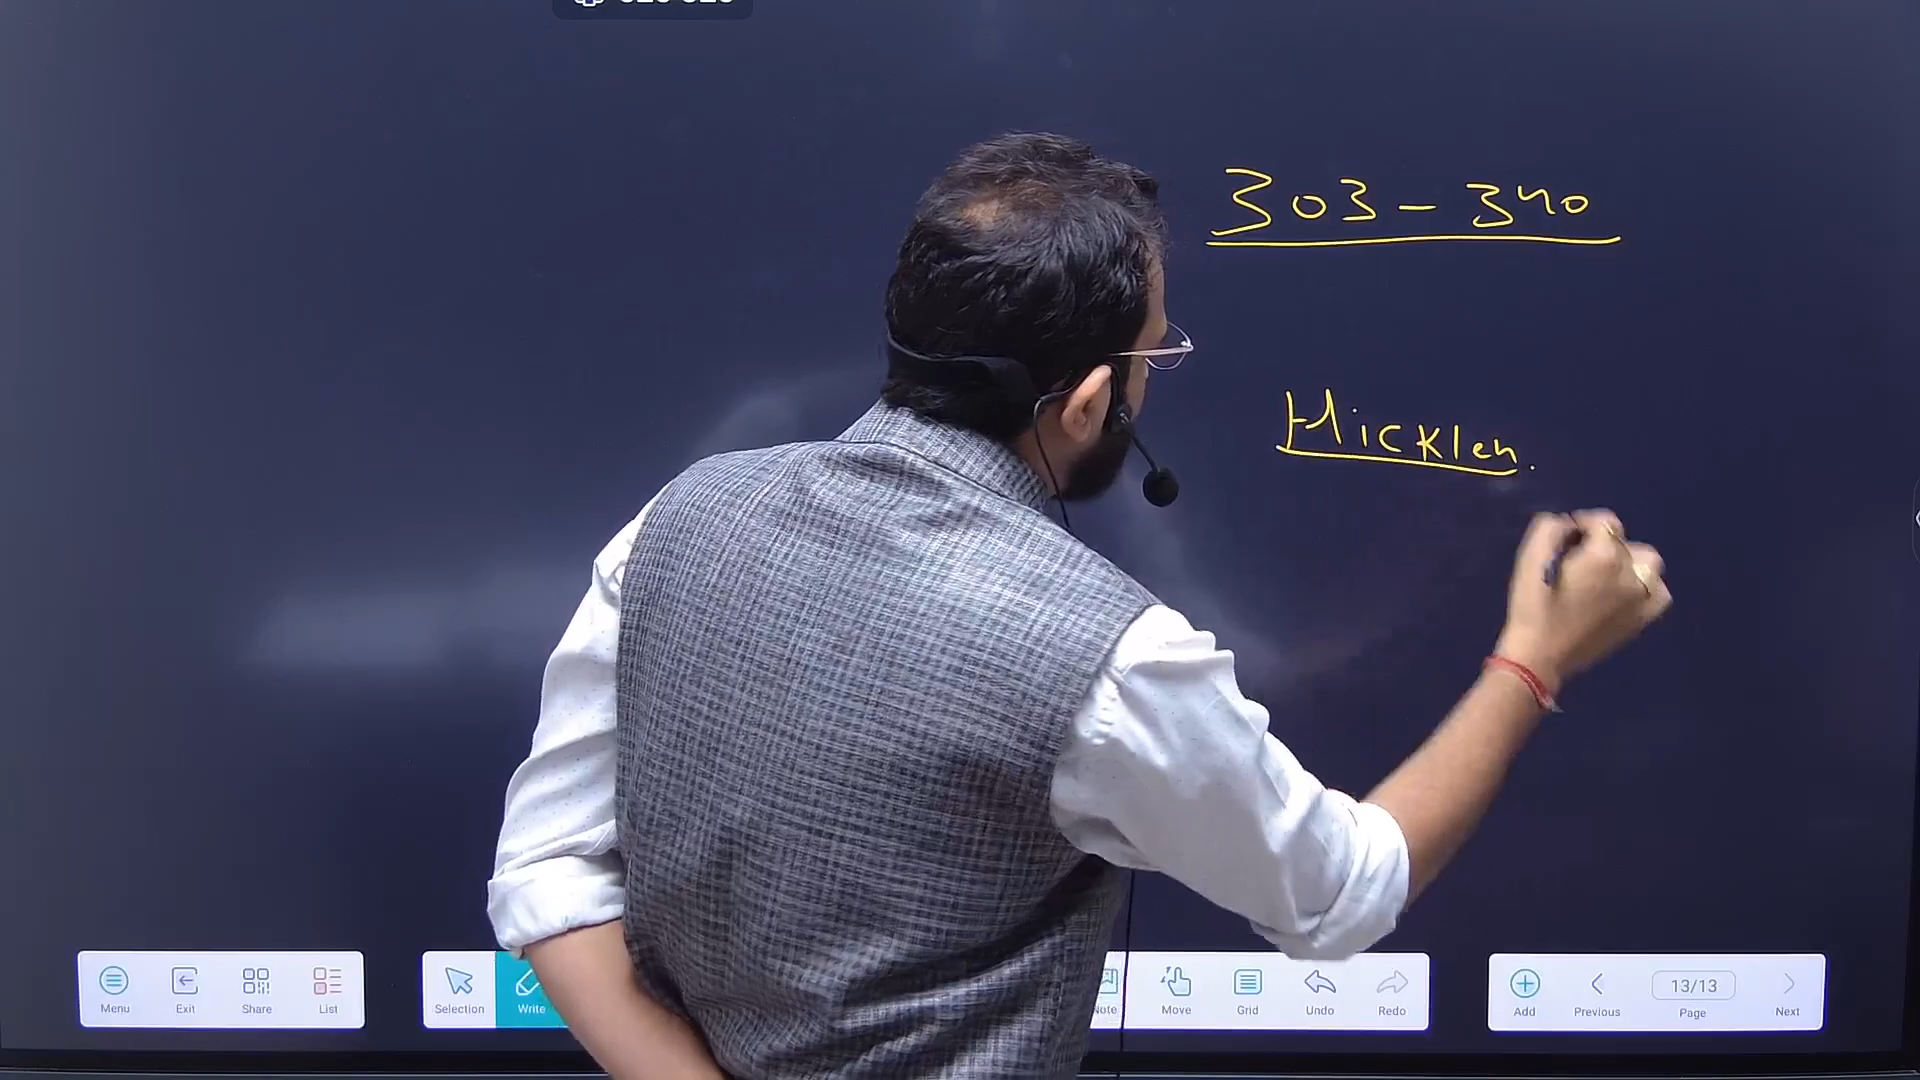 303 - 340
Hicklen.
Menu
Exit
Share
List
Selection
Write
Note
Move
Grid
Undo
Redo
Add
Previous
13/13
Page
Next